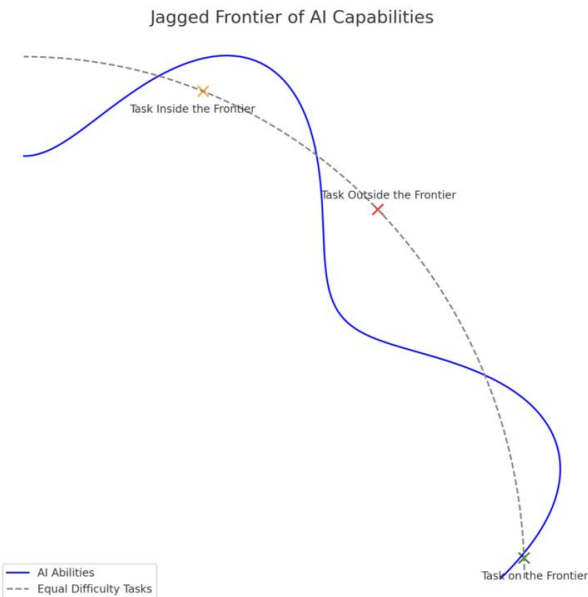 Jagged Frontier of AI Capabilities
Task Inside the Frontier
Task Outside the Frontier
Task on the Frontier
AI Abilities
Equal Difficulty Tasks